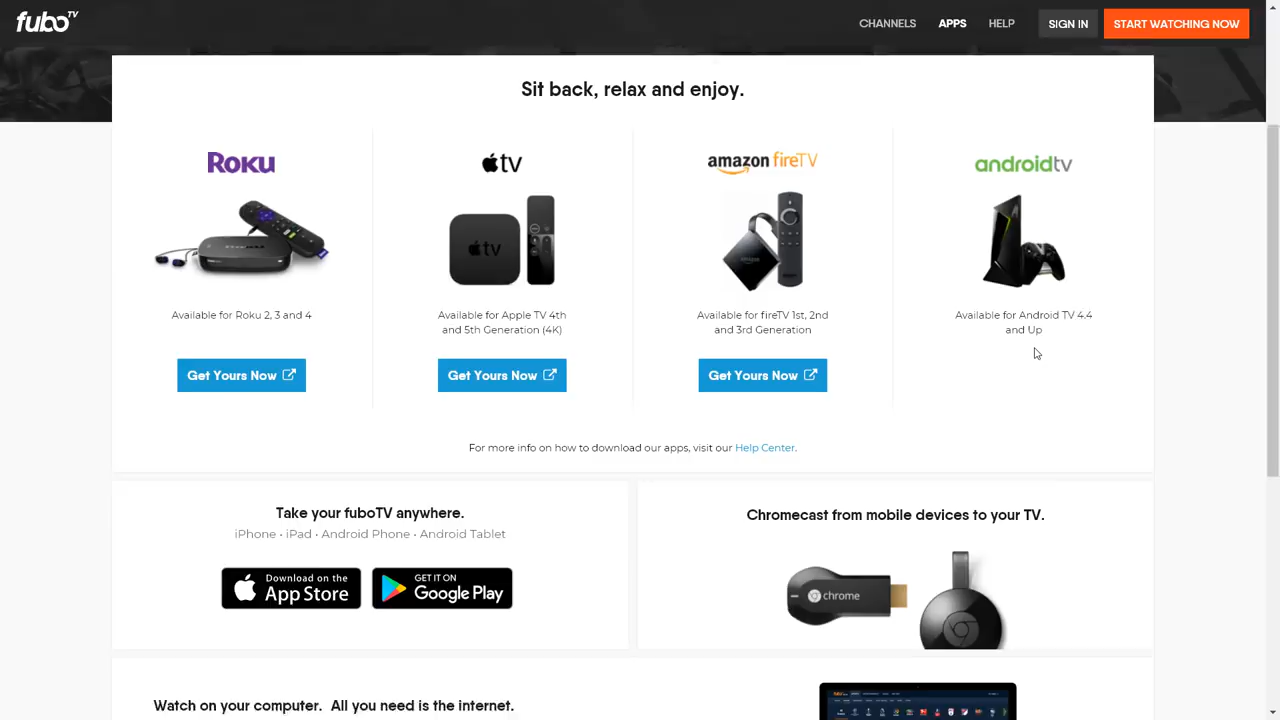 fuboTV
CHANNELS
APPS
HELP
SIGN IN
START WATCHING NOW
Sit back, relax and enjoy.
Roku
tv
amazon fireTV
androidtv
tv
Available for Roku 2, 3 and 4
Available for Apple TV 4th
and 5th Generation (4K)
Available for fireTV 1st, 2nd
and 3rd Generation
Available for Android TV 4.4
and Up
Get Yours Now
Get Yours Now
Get Yours Now
For more info on how to download our apps, visit our Help Center.
Take your fuboTV anywhere.
iPhone • iPad • Android Phone • Android Tablet
Download on the
App Store
GET IT ON
Google Play
Chromecast from mobile devices to your TV.
chrome
Watch on your computer. All you need is the internet.